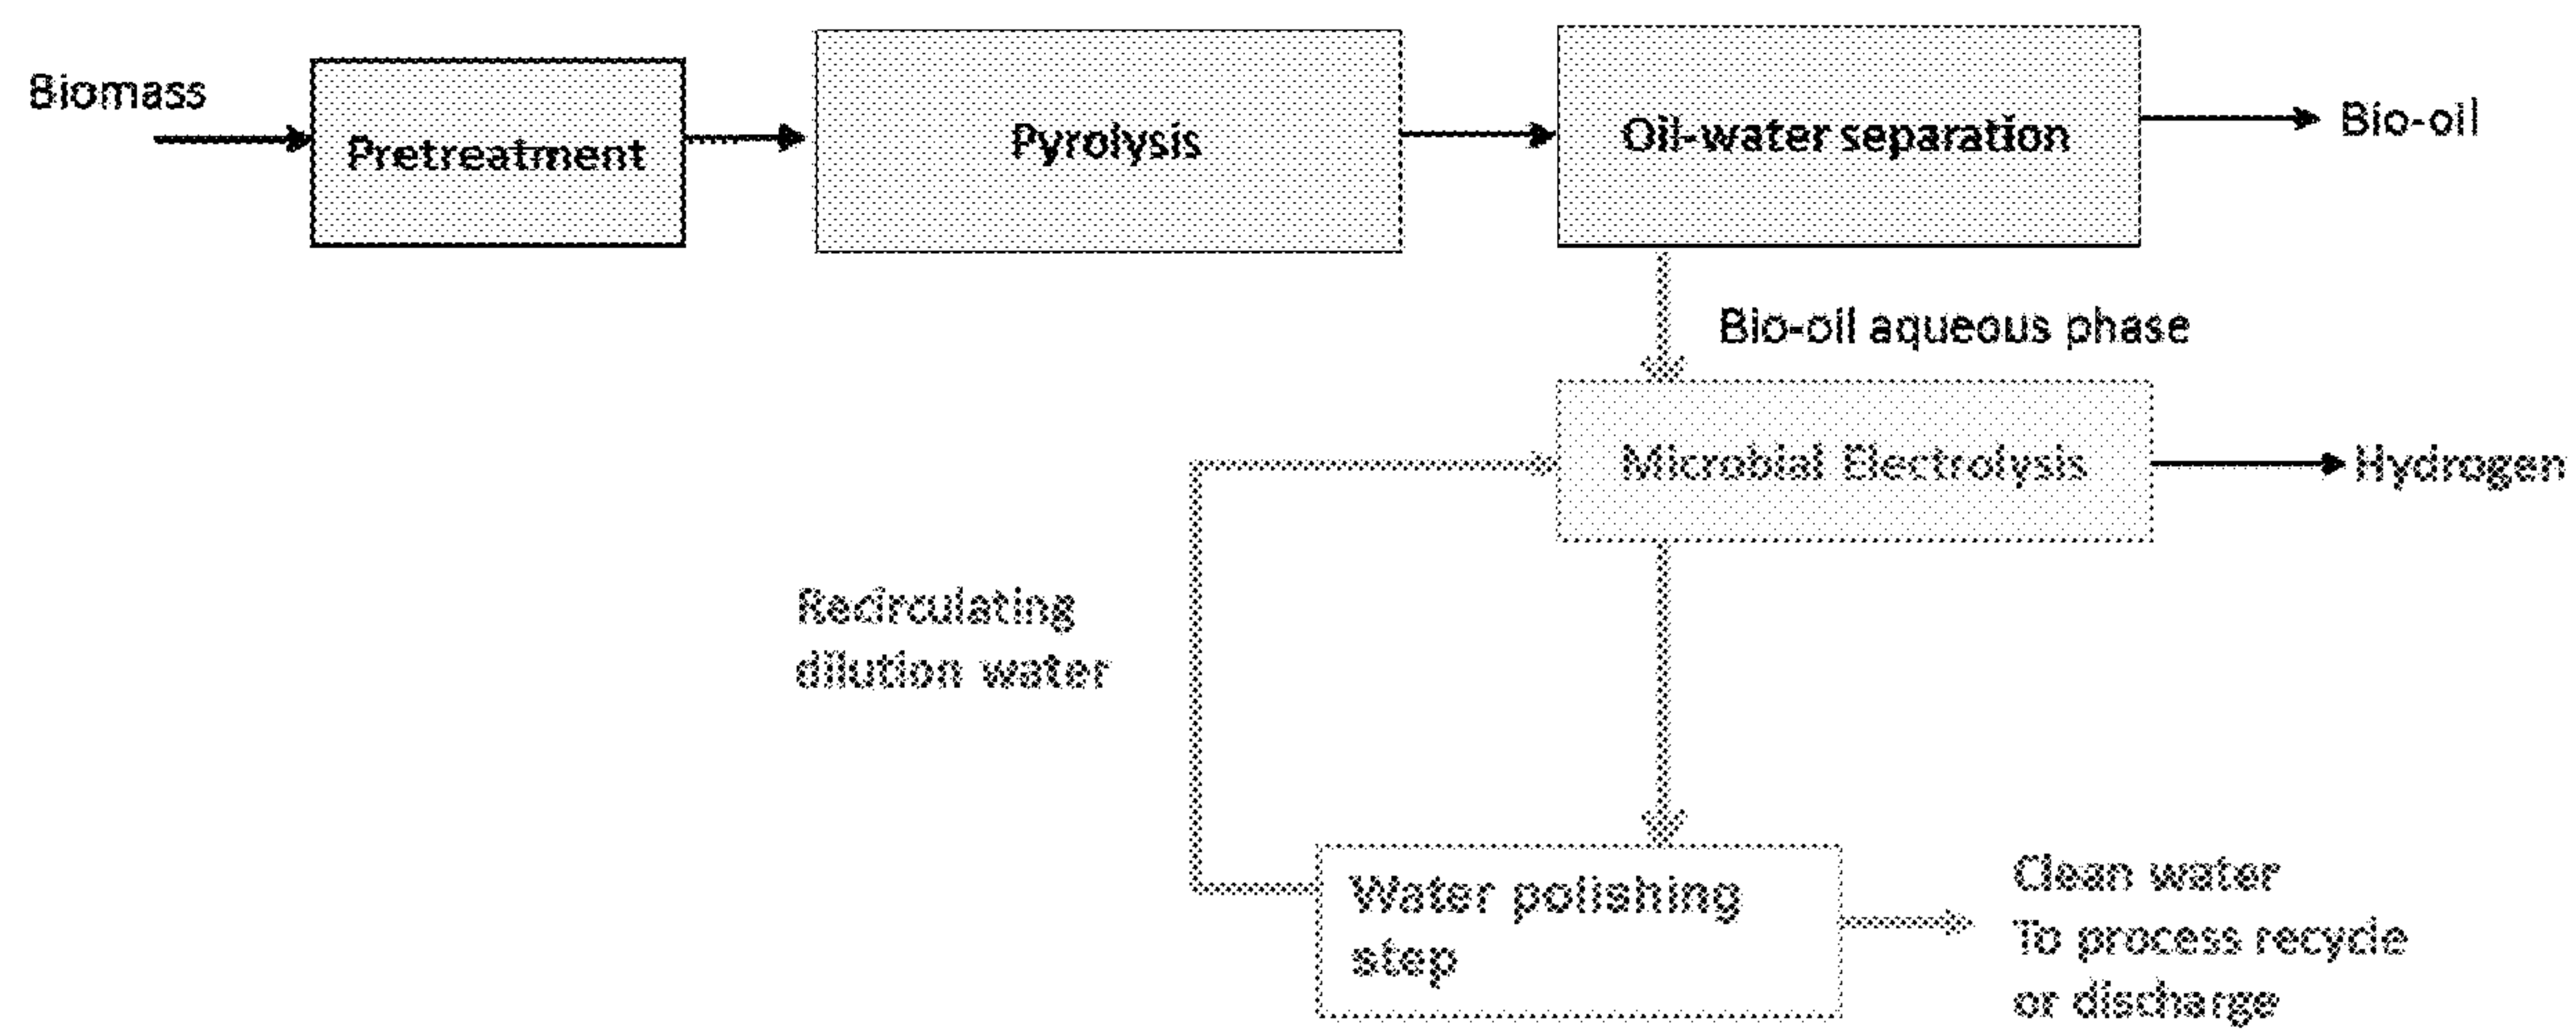 Biomass
Pretreatment
Pyrolysis
Oil-water separation
Bio-oil
Bio-oil aqueous phase
Microbial Electrolysis
Hydrogen
Recirculating
dilution water
Water polishing
step
Clean water
To process recycle
or discharge